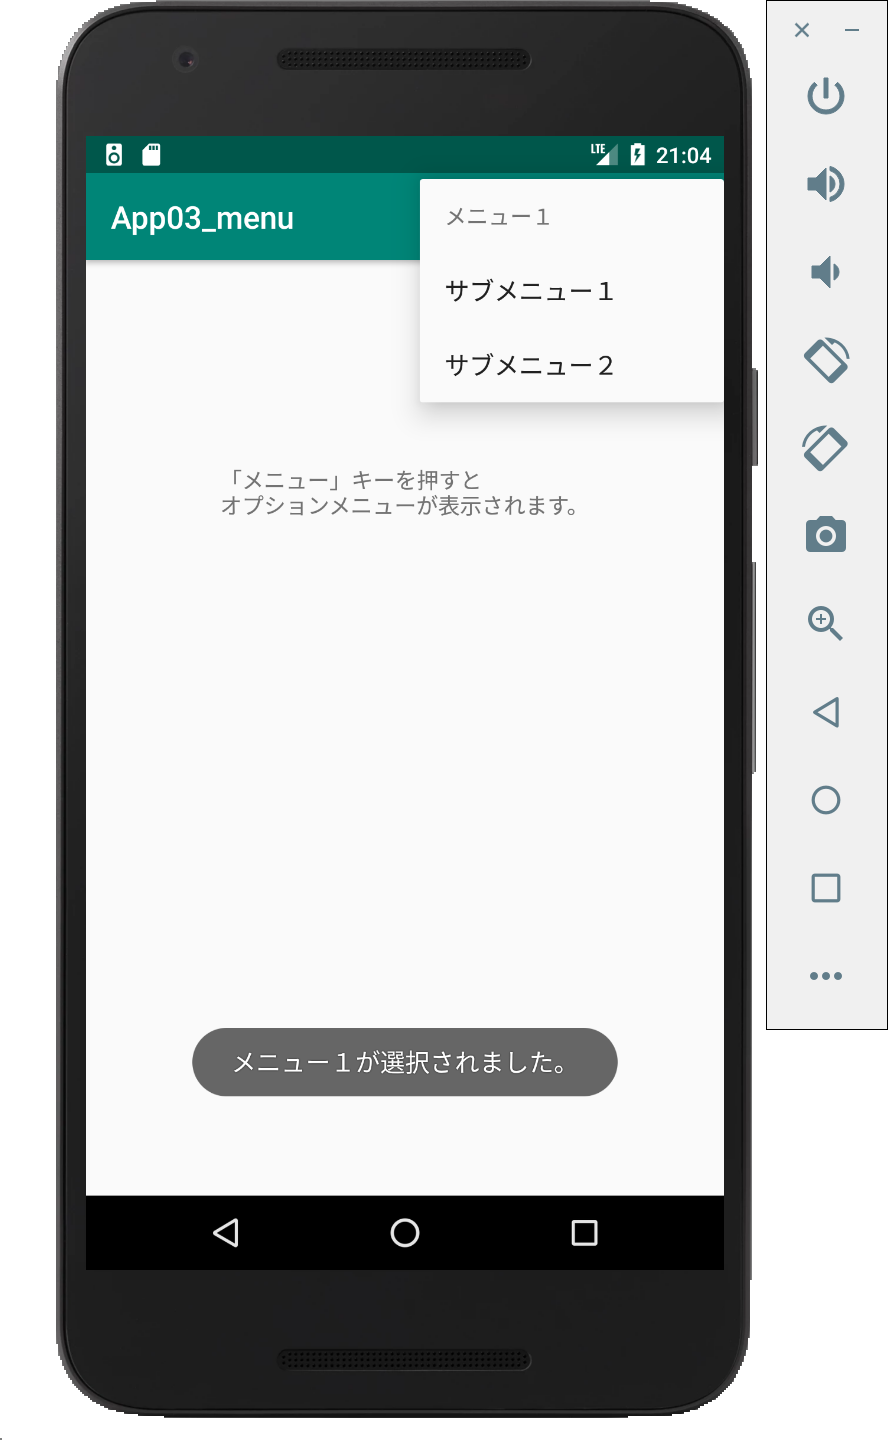 LTE 21:04
App03_menu
メニュー１
サブメニュー１
サブメニュー２
「メニュー」キーを押すと
オプションメニューが表示されます。
メニュー１が選択されました。